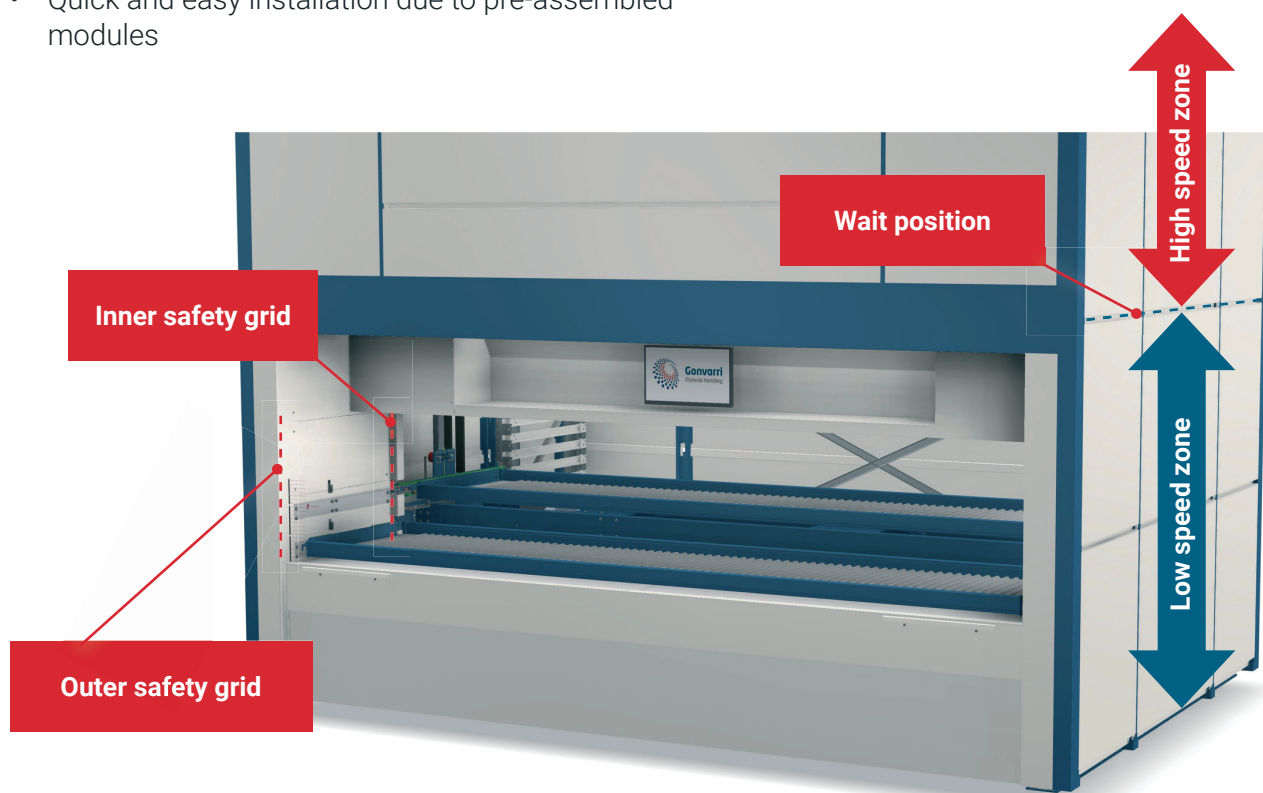 • Quick and easy installation due to pre-assembled
modules
High speed zone
Wait position
Inner safety grid
Gonvarri
Material Handling
Low speed zone
Outer safety grid